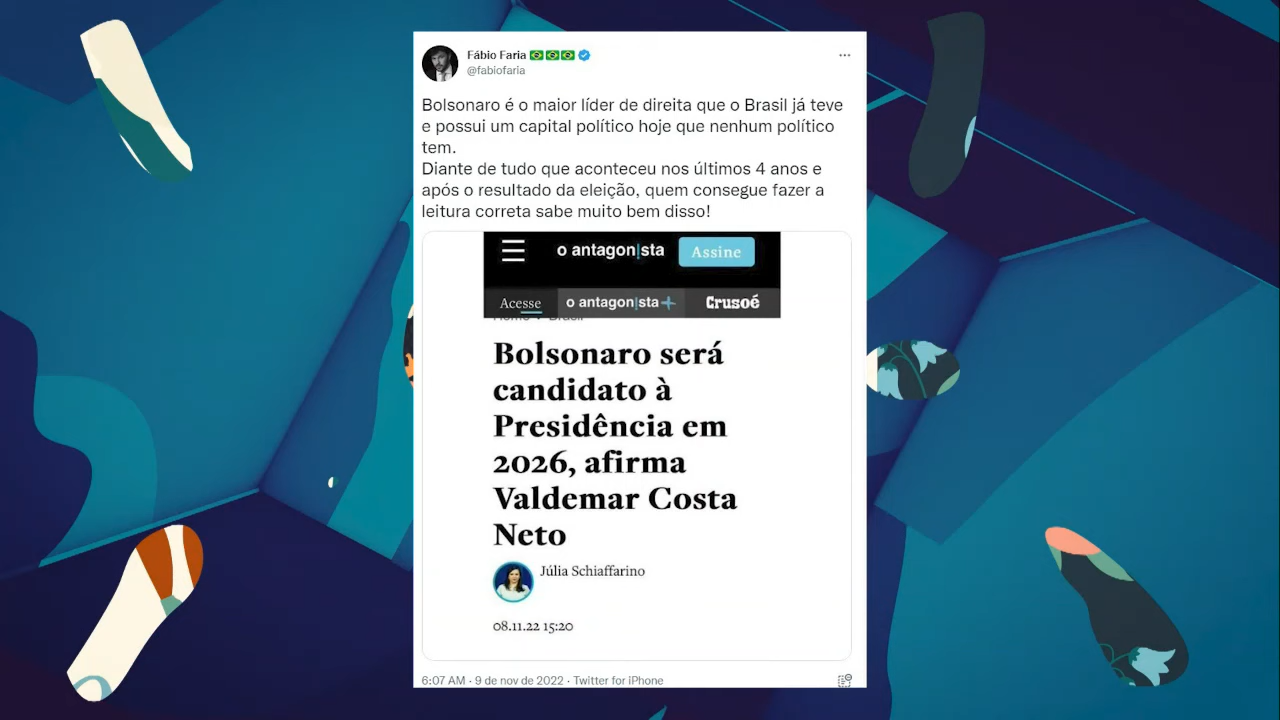 Fábio Faria
@fabiofaria
Bolsonaro é o maior líder de direita que o Brasil já teve
e possui um capital político hoje que nenhum político
tem.
Diante de tudo que aconteceu nos últimos 4 anos e
após o resultado da eleição, quem consegue fazer a
leitura correta sabe muito bem disso!
o antagon|sta Assine
Acesse o antagon|sta+ Crusoé
Bolsonaro será
candidato à
Presidência em
2026, afirma
Valdemar Costa
Neto
Júlia Schiaffarino
08.11.22 15:20
6:07 AM · 9 de nov de 2022 · Twitter for iPhone